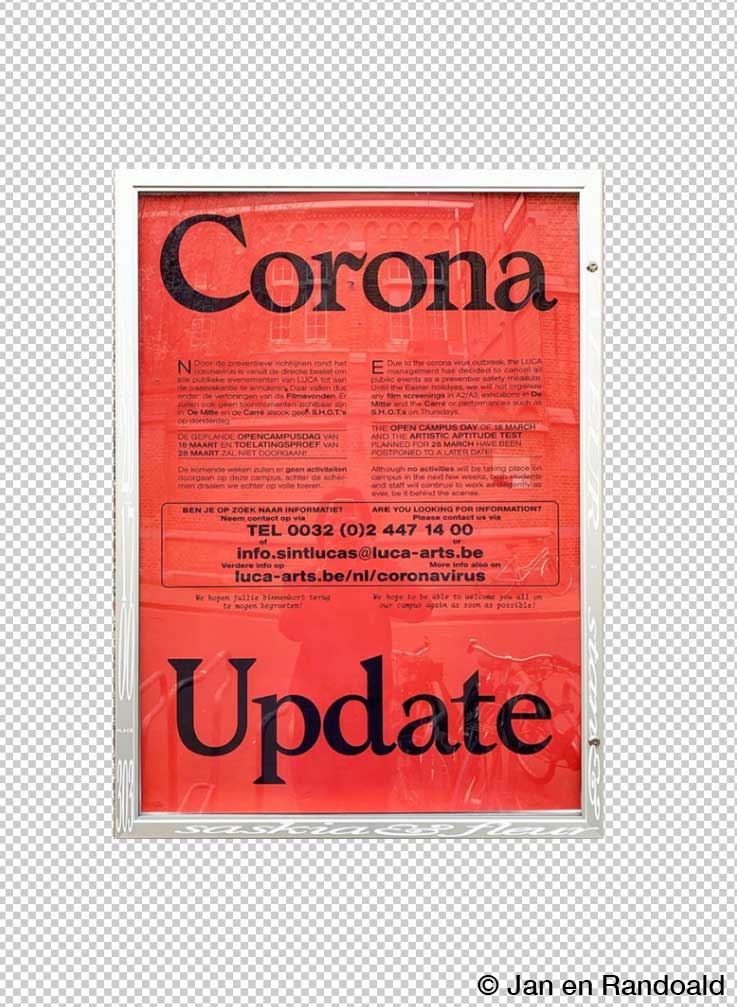 Corona
N Door de preventieve richtlijnen rond het
coronavirus is vanuit de directie beslist om
alle publieke evenementen van LUCA tot aan
de paasvakantie te annuleren. Daar vallen dus
onder: de vertoningen van de Filmavonden. Er
zullen ook geen toonmomenten zichtbaar zijn
in De Mitte en de Carré alsook geen S.H.O.T.'s
op donderdag.
DE GEPLANDE OPENCAMPUSDAG VAN
18 MAART EN TOELATINGSPROEF VAN
28 MAART ZAL NIET DOORGAAN!
De komende weken zullen er geen activiteiten
doorgaan op deze campus, achter de scher-
men draaien we echter op volle toeren.
E Due to the corona virus outbreak, the LUCA
management has decided to cancel all
public events as a preventive safety measure.
Until the Easter holidays, we will not organize
any film screenings in A2/A3, exhibitions in De
Mitte and the Carré or performances such as
S.H.O.T.s on Thursdays.
THE OPEN CAMPUS DAY OF 18 MARCH
AND THE ARTISTIC APTITUDE TEST
PLANNED FOR 28 MARCH HAVE BEEN
POSTPONED TO A LATER DATE!
Although no activities will be taking place on
campus in the next few weeks, both students
and staff will continue to work as diligently as
ever, be it behind the scenes.
BEN JE OP ZOEK NAAR INFORMATIE? ARE YOU LOOKING FOR INFORMATION?
Neem contact op via Please contact us via
TEL 0032 (0)2 447 14 00
of or
info.sintlucas@luca-arts.be
Verdere info op More info also on
luca-arts.be/nl/coronavirus
We hopen jullie binnenkort terug
te mogen begroeten!
We hope to be able to welcome you all on
our campus again as soon as possible!
Update
PLACE
303
saskia & fleur
© Jan en Randoald